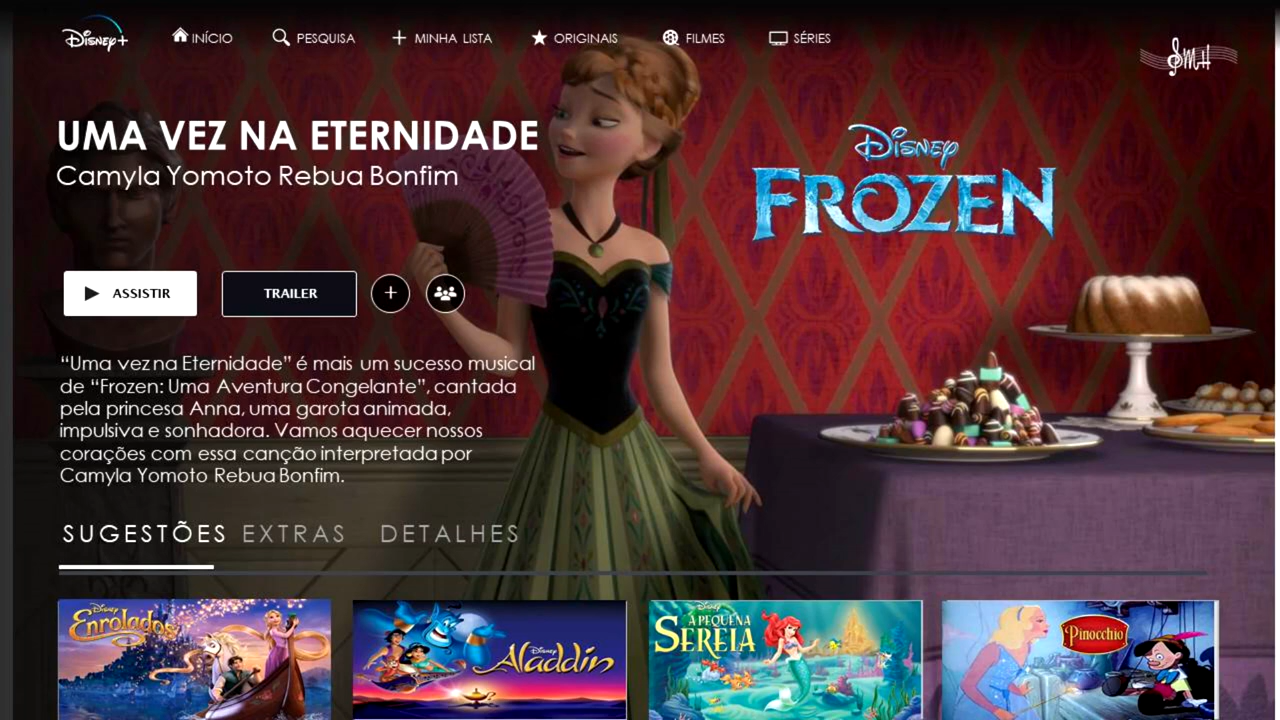 Disney+
INÍCIO
PESQUISA
MINHA LISTA
ORIGINAIS
FILMES
SÉRIES
SMH
UMA VEZ NA ETERNIDADE
Camyla Yomoto Rebua Bonfim
DISNEY
FROZEN
ASSISTIR
TRAILER
“Uma vez na Eternidade” é mais um sucesso musical
de “Frozen: Uma Aventura Congelante”, cantada
pela princesa Anna, uma garota animada,
impulsiva e sonhadora. Vamos aquecer nossos
corações com essa canção interpretada por
Camyla Yomoto Rebua Bonfim.
SUGESTÕES EXTRAS DETALHES
Disney
Enrolados
Disney
Aladdin
Disney
A PEQUENA
SEREIA
Pinocchio